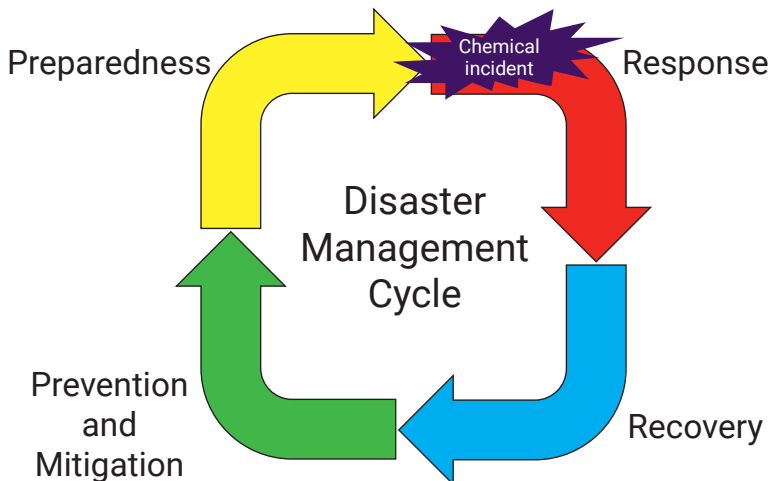 Preparedness
Chemical
incident
Response
Disaster
Management
Cycle
Prevention
and
Mitigation
Recovery